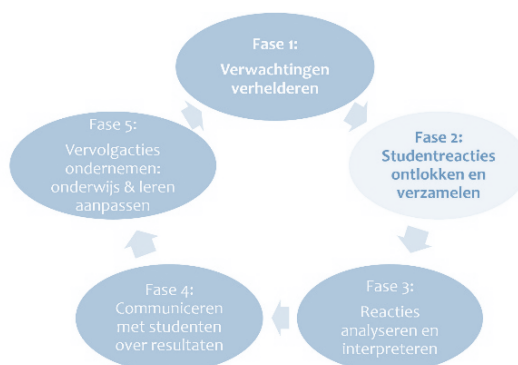 Fase 1:
Verwachtingen
verhelderen
Fase 2:
Studentreacties
ontlokken en
verzamelen
Fase 3:
Reacties
analyseren en
interpreteren
Fase 4:
Communiceren
met studenten
over resultaten
Fase 5:
Vervolgacties
ondernemen:
onderwijs & leren
aanpassen